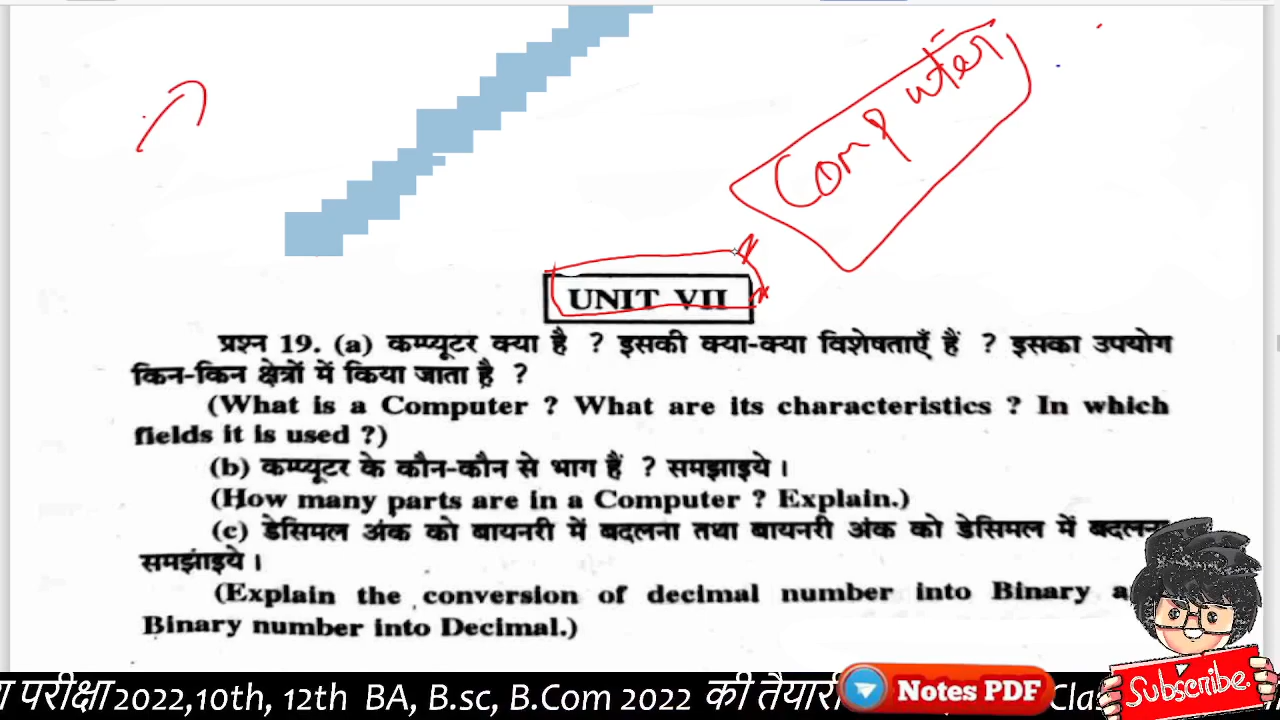 Computer
UNIT VII
प्रश्न 19. (a) कम्प्यूटर क्या है ? इसकी क्या-क्या विशेषताएँ हैं ? इसका उपयोग
किन-किन क्षेत्रों में किया जाता है ?
(What is a Computer ? What are its characteristics ? In which
fields it is used ?)
(b) कम्प्यूटर के कौन-कौन से भाग हैं ? समझाइये।
(How many parts are in a Computer ? Explain.)
(c) डेसिमल अंक को बायनरी में बदलना तथा बायनरी अंक को डेसिमल में बदलना
समझाइये।
(Explain the conversion of decimal number into Binary
Binary number into Decimal.)
परीक्षा 2022,10th, 12th BA, B.sc, B.Com 2022 की तैयारी
Notes PDF
Subscribe.